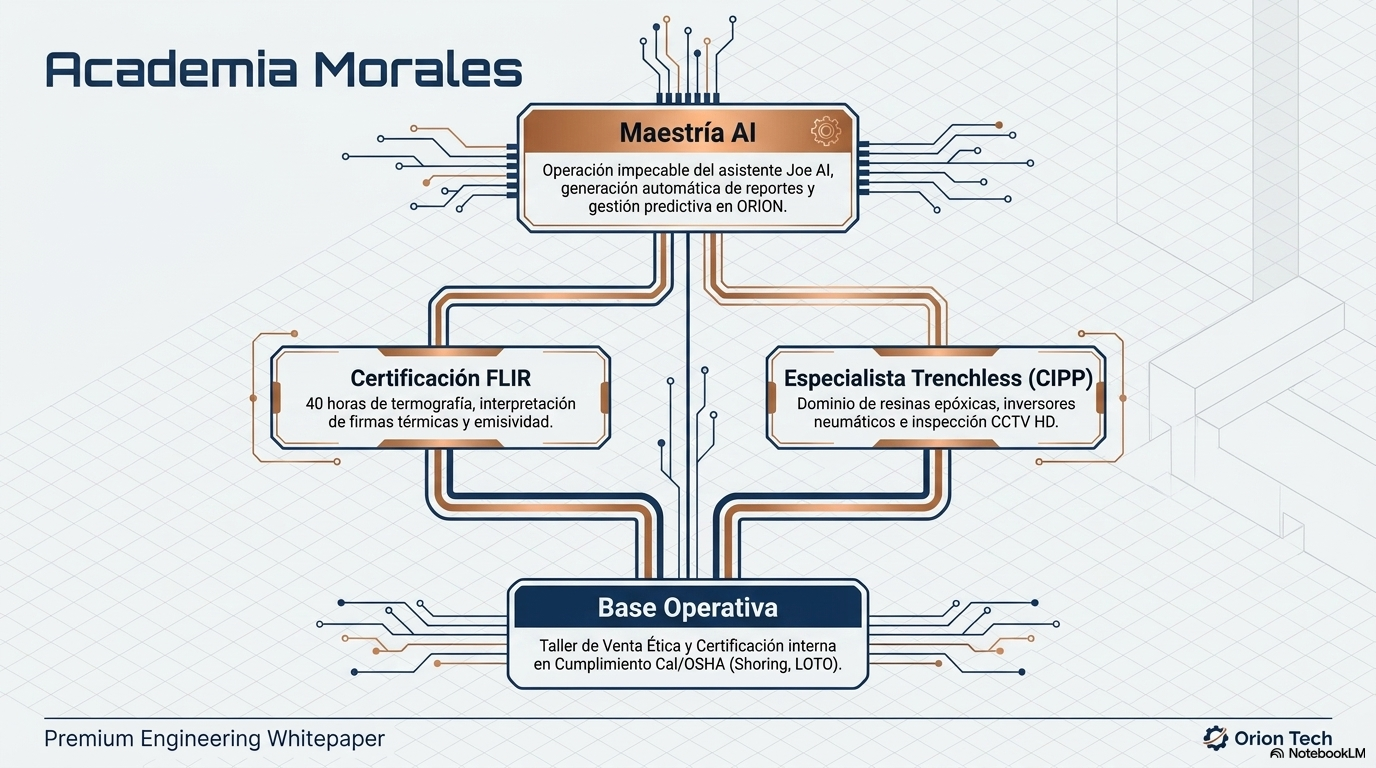 Academia Morales
Maestría AI
Operación impecable del asistente Joe AI,
generación automática de reportes y
gestión predictiva en ORION.
Certificación FLIR
40 horas de termografía, interpretación
de firmas térmicas y emisividad.
Especialista Trenchless (CIPP)
Dominio de resinas epóxicas, inversores
neumáticos e inspección CCTV HD.
Base Operativa
Taller de Venta Ética y Certificación interna
en Cumplimiento Cal/OSHA (Shoring, LOTO).
Premium Engineering Whitepaper
Orion Tech
NotebookLM